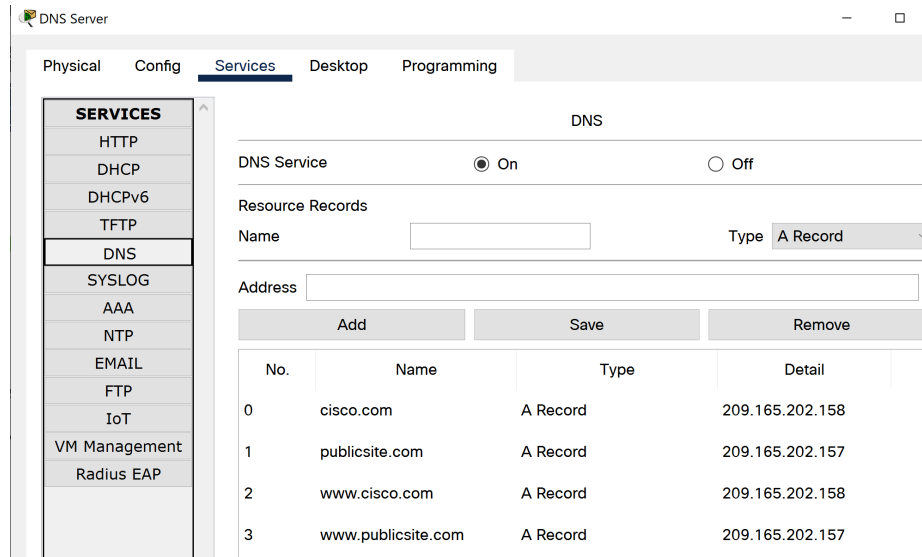 DNS Server
Physical Config Services Desktop Programming
SERVICES
HTTP
DHCP
DHCPv6
TFTP
DNS
SYSLOG
AAA
NTP
EMAIL
FTP
IoT
VM Management
Radius EAP
DNS
DNS Service On Off
Resource Records
Name Type A Record
Address
Add Save Remove
No. Name Type Detail
0 cisco.com A Record 209.165.202.158
1 publicsite.com A Record 209.165.202.157
2 www.cisco.com A Record 209.165.202.158
3 www.publicsite.com A Record 209.165.202.157